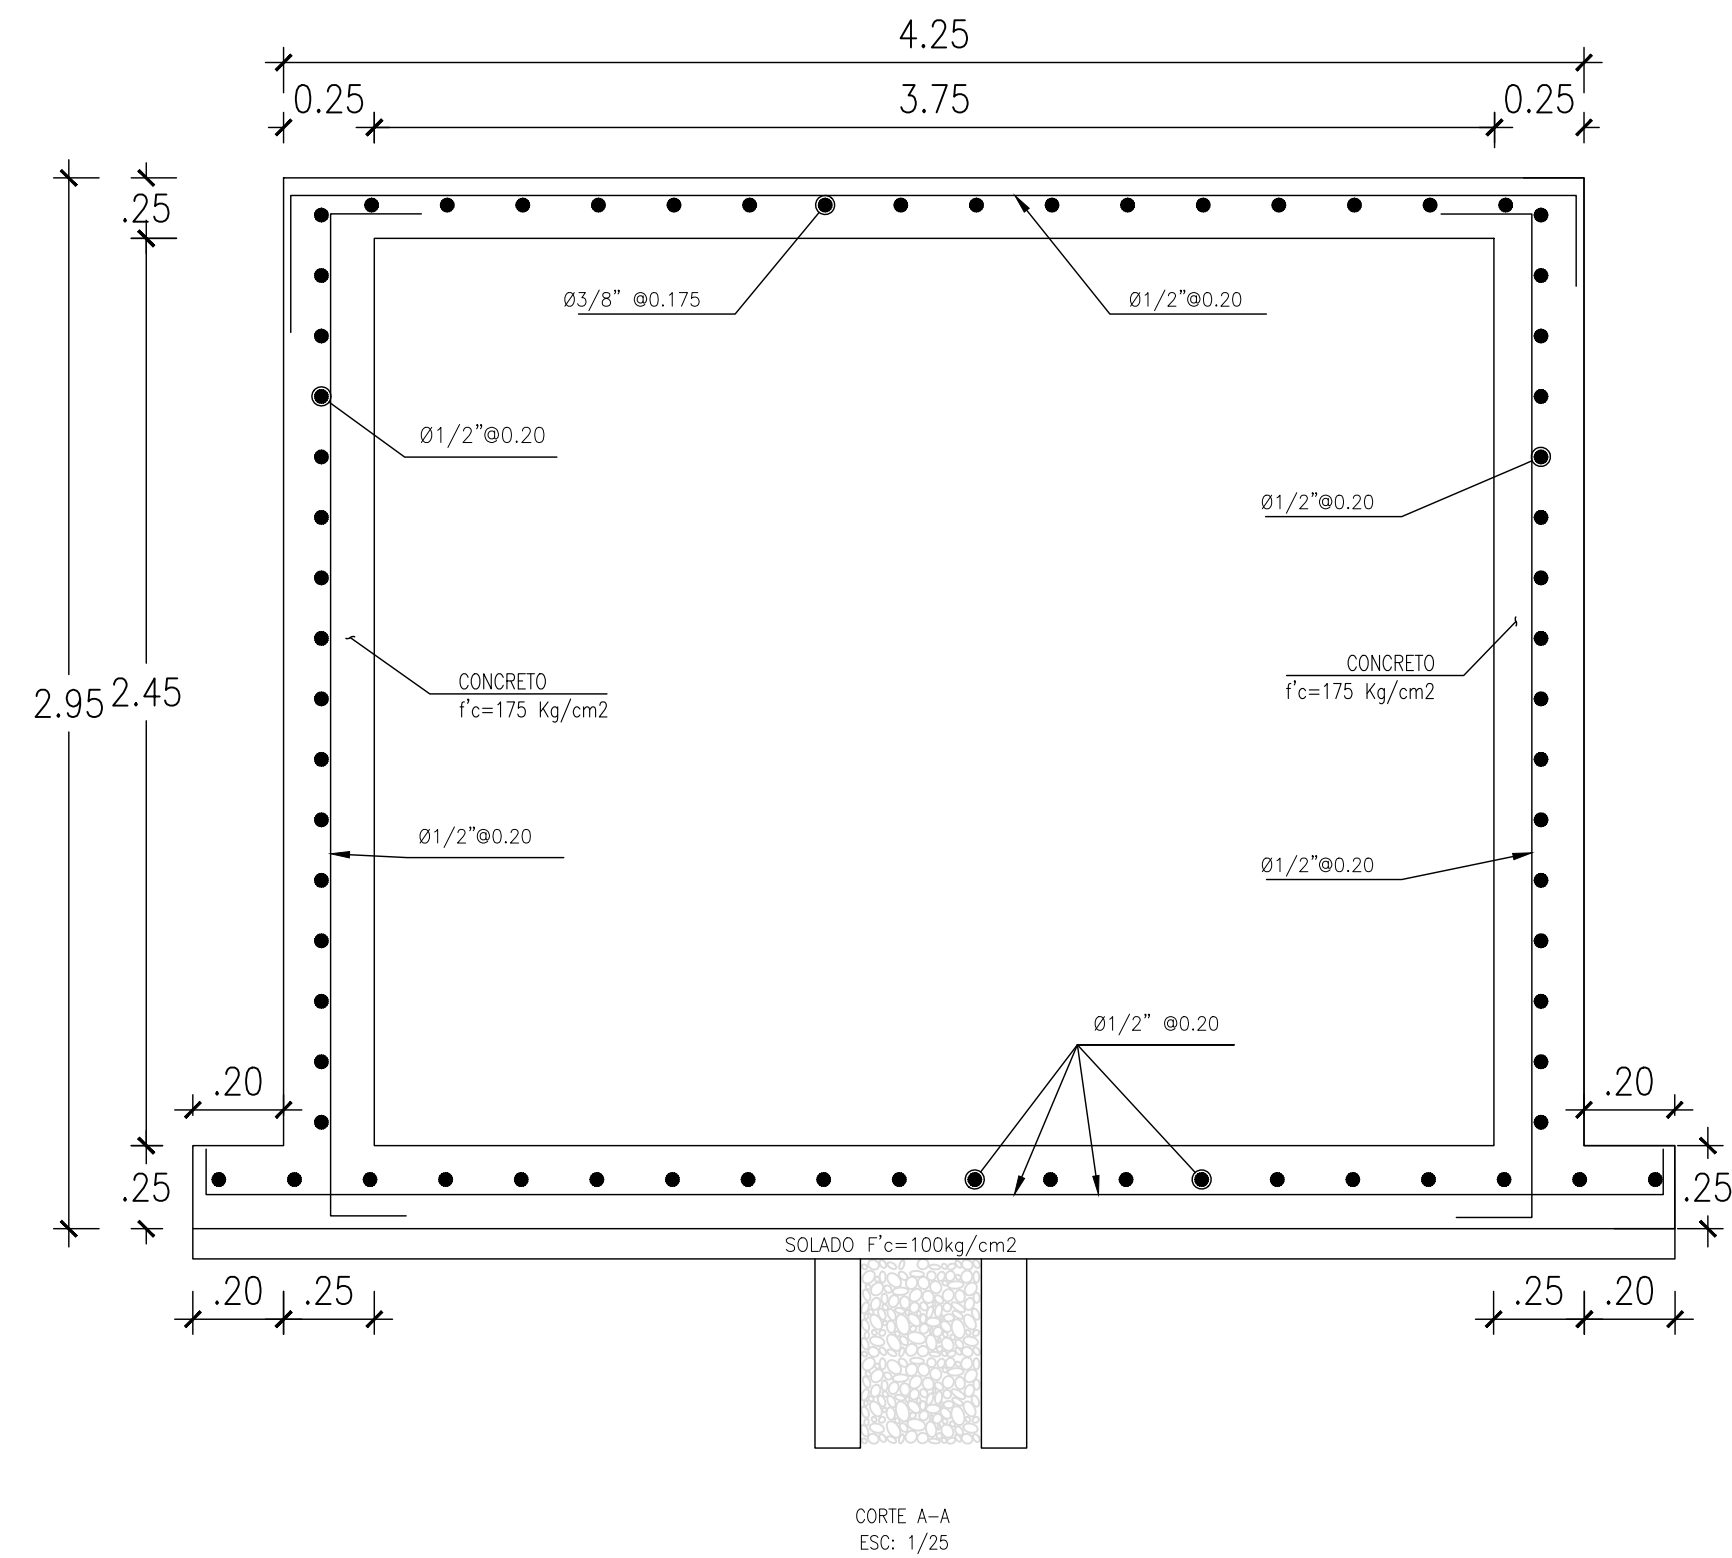 4.25
0.25 3.75 0.25
.25
Ø3/8" @0.175
Ø1/2"@0.20
Ø1/2"@0.20
Ø1/2"@0.20
CONCRETO
f'c=175 Kg/cm2
CONCRETO
f'c=175 Kg/cm2
2.95 2.45
Ø1/2"@0.20
Ø1/2"@0.20
Ø1/2" @0.20
.20
.20
.25
.25
SOLADO F'c=100kg/cm2
.20 .25
.25 .20
CORTE A-A
ESC: 1/25